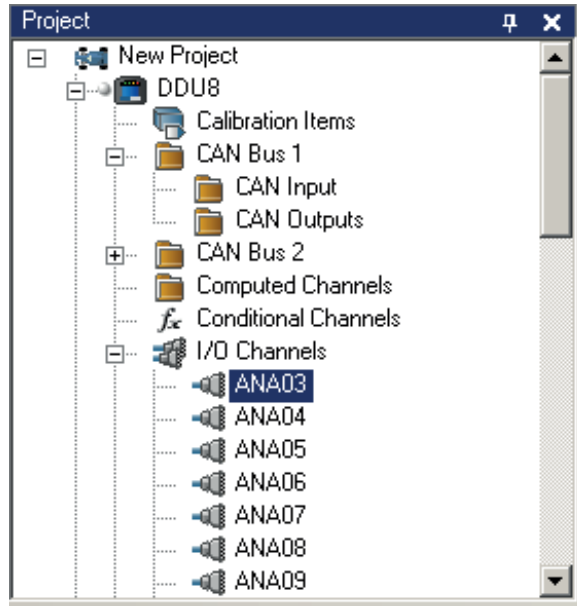 Project
New Project
DDU8
Calibration Items
CAN Bus 1
CAN Input
CAN Outputs
CAN Bus 2
Computed Channels
fx Conditional Channels
I/O Channels
ANA03
ANA04
ANA05
ANA06
ANA07
ANA08
ANA09